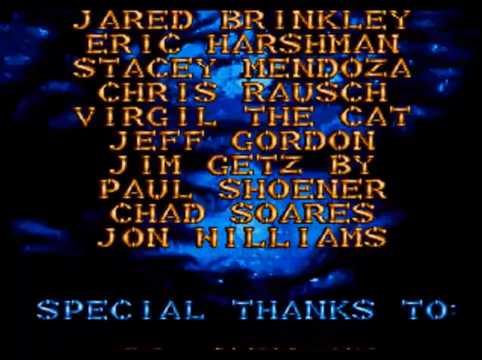 JARED BRINKLEY
ERIC HARSHMAN
STACEY MENDOZA
CHRIS RAUSCH
VIRGIL THE CAT
JEFF GORDON
JIM GETZ BY
PAUL SHOENER
CHAD SOARES
JON WILLIAMS
SPECIAL THANKS TO: